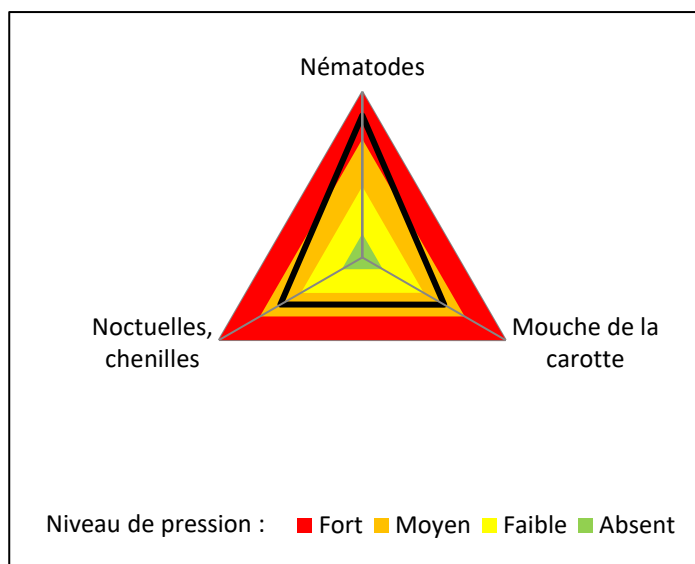 Nématodes
Noctuelles,
chenilles
Mouche de la
carotte
Niveau de pression : Fort Moyen Faible Absent